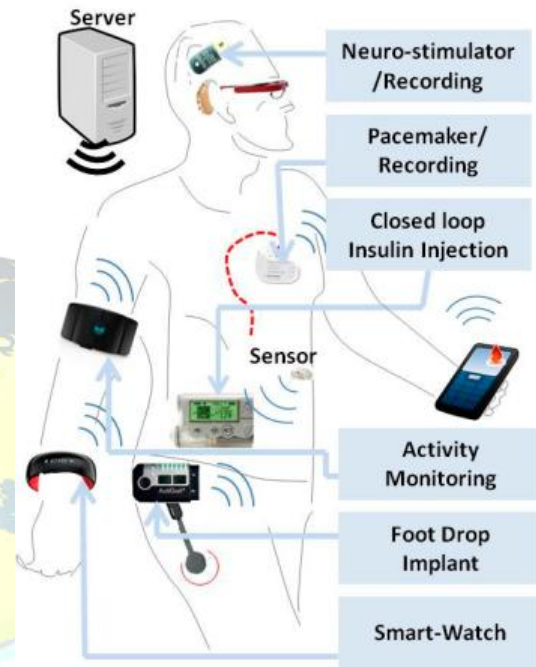 Server
Neuro-stimulator
/Recording
Pacemaker/
Recording
Closed loop
Insulin Injection
Sensor
Activity
Monitoring
Foot Drop
Implant
Smart-Watch